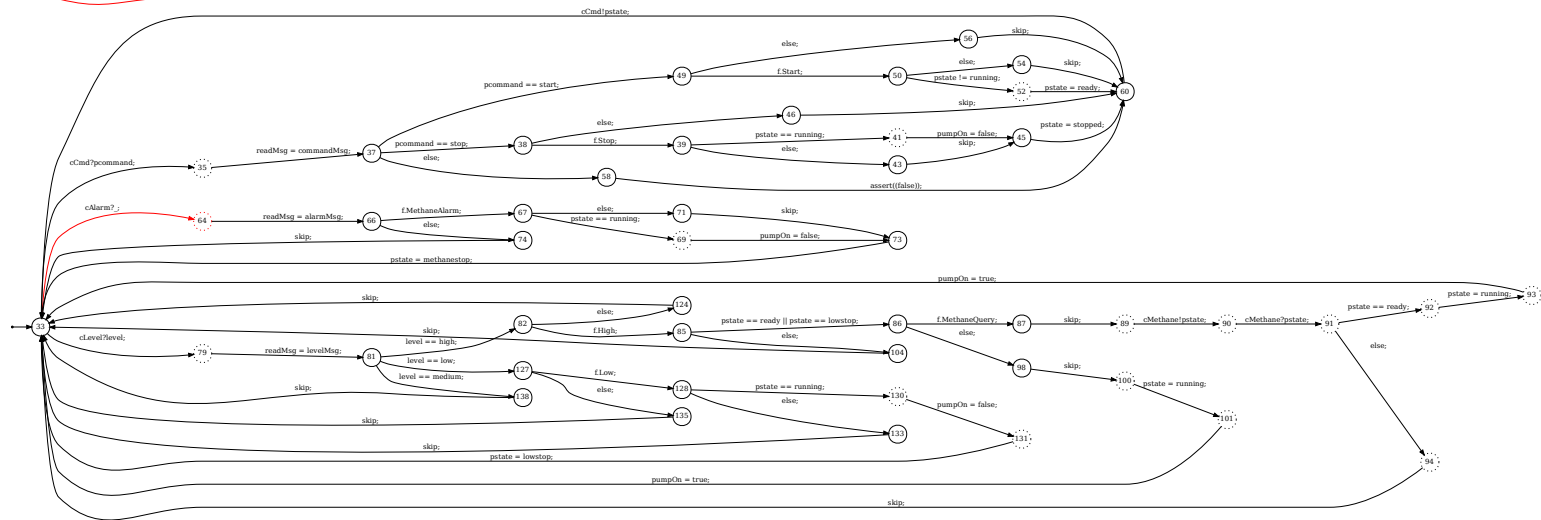 cCmd!pstate;
56
skip;
else;
else;
54
skip;
49
f.Start;
50
pstate != running;
52
pstate = ready;
60
pcommand == start;
46
skip;
else;
pstate = stopped;
cCmd?pcommand;
35
readMsg = commandMsg;
37
pcommand == stop;
38
f.Stop;
39
pstate == running;
41
pumpOn = false;
45
else;
else;
43
skip;
58
assert((false));
cAlarm?_;
64
readMsg = alarmMsg;
66
f.MethaneAlarm;
67
else;
71
skip;
else;
pstate == running;
skip;
74
69
pumpOn = false;
73
pstate = methanestop;
pumpOn = true;
93
pstate = running;
92
pstate == ready;
skip;
124
else;
33
82
f.High;
85
pstate == ready || pstate == lowstop;
86
f.MethaneQuery;
87
skip;
89
cMethane!pstate;
90
cMethane?pstate;
91
skip;
else;
else;
else;
cLevel?level;
79
readMsg = levelMsg;
81
level == high;
104
level == low;
127
f.Low;
98
skip;
100
pstate = running;
level == medium;
skip;
138
else;
128
pstate == running;
130
pumpOn = false;
else;
135
skip;
133
skip;
131
pstate = lowstop;
101
pumpOn = true;
94
skip;